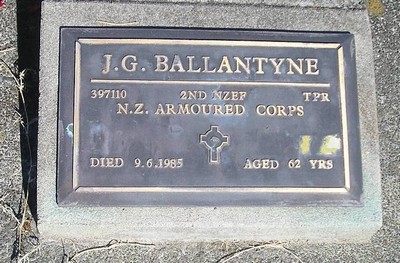 J.G. BALLANTYNE
397110 2ND NZEF TPR
N.Z. ARMOURED CORPS
DIED 9.6.1985 AGED 62 YRS